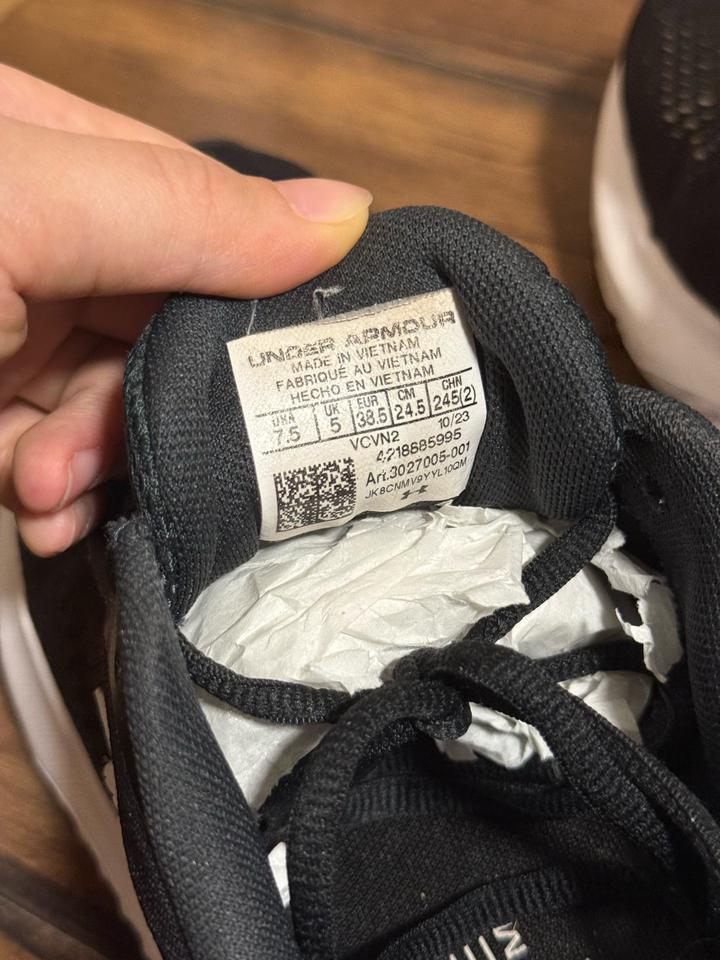 UNDER ARMOUR
MADE IN VIETNAM
FABRIQUÉ AU VIETNAM
HECHO EN VIETNAM
USA UK EUR CM CHN
7.5 5 38.5 24.5 245(2)
VCVN2 10/23
4218685995
Art.3027005-001
JK8CNMV9YYL10QM